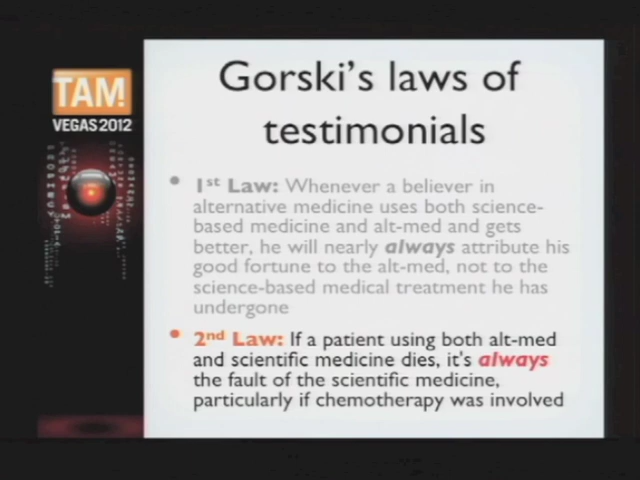 TAM!
VEGAS2012
Gorski's laws of
testimonials
• 1st Law: Whenever a believer in
alternative medicine uses both science-
based medicine and alt-med and gets
better, he will nearly always attribute his
good fortune to the alt-med, not to the
science-based medical treatment he has
undergone
• 2nd Law: If a patient using both alt-med
and scientific medicine dies, it's always
the fault of the scientific medicine,
particularly if chemotherapy was involved